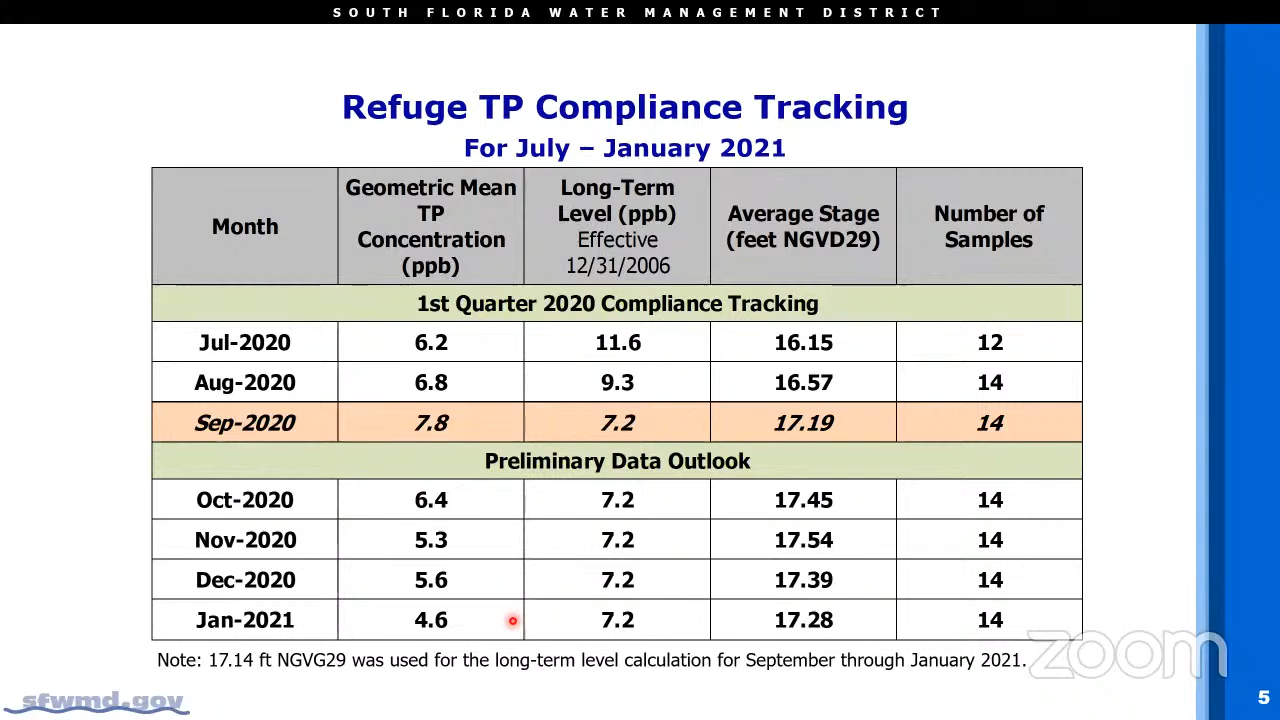 SOUTH FLORIDA WATER MANAGEMENT DISTRICT
Refuge TP Compliance Tracking
For July – January 2021
Month
Geometric Mean
TP
Concentration
(ppb)
Long-Term
Level (ppb)
Effective
12/31/2006
Average Stage
(feet NGVD29)
Number of
Samples
1st Quarter 2020 Compliance Tracking
Jul-2020 6.2 11.6 16.15 12
Aug-2020 6.8 9.3 16.57 14
Sep-2020 7.8 7.2 17.19 14
Preliminary Data Outlook
Oct-2020 6.4 7.2 17.45 14
Nov-2020 5.3 7.2 17.54 14
Dec-2020 5.6 7.2 17.39 14
Jan-2021 4.6 7.2 17.28 14
Note: 17.14 ft NGVG29 was used for the long-term level calculation for September through January 2021.
zoom
sfwmd.gov
5